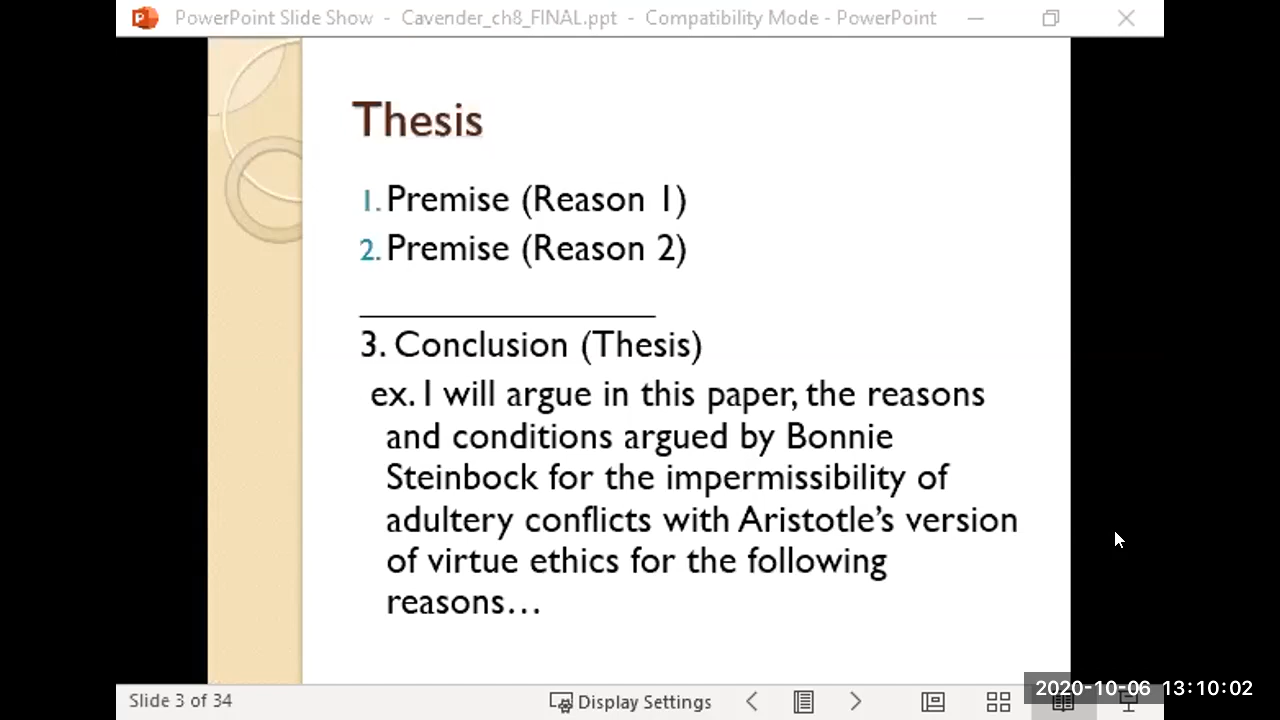 PowerPoint Slide Show - Cavender_ch8_FINAL.ppt - Compatibility Mode - PowerPoint
Thesis
1. Premise (Reason 1)
2. Premise (Reason 2)
3. Conclusion (Thesis)
ex. I will argue in this paper, the reasons
and conditions argued by Bonnie
Steinbock for the impermissibility of
adultery conflicts with Aristotle’s version
of virtue ethics for the following
reasons…
Slide 3 of 34
Display Settings
2020-10-06 13:10:02